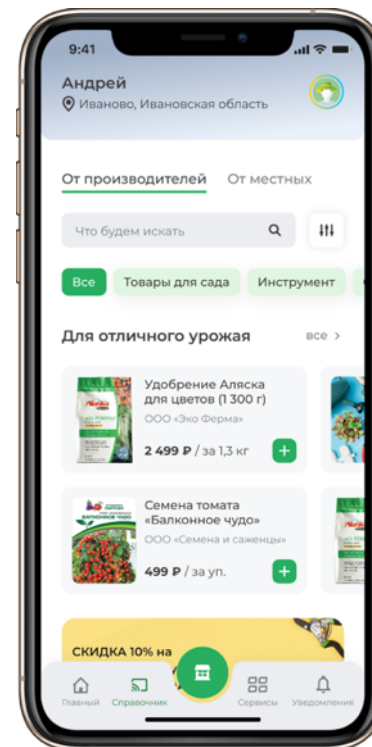 9:41
Андрей
Иваново, Ивановская область
От производителей От местных
Что будем искать
Все Товары для сада Инструмент
Для отличного урожая все >
Удобрение Аляска
для цветов (1 300 г)
ООО «Эко Ферма»
2 499 ₽ / за 1,3 кг
Семена томата
«Балконное чудо»
ООО «Семена и саженцы»
499 ₽ / за уп.
БАЛКОННОЕ ЧУДО
СКИДКА 10% на
Главный Справочник Сервисы Уведомления